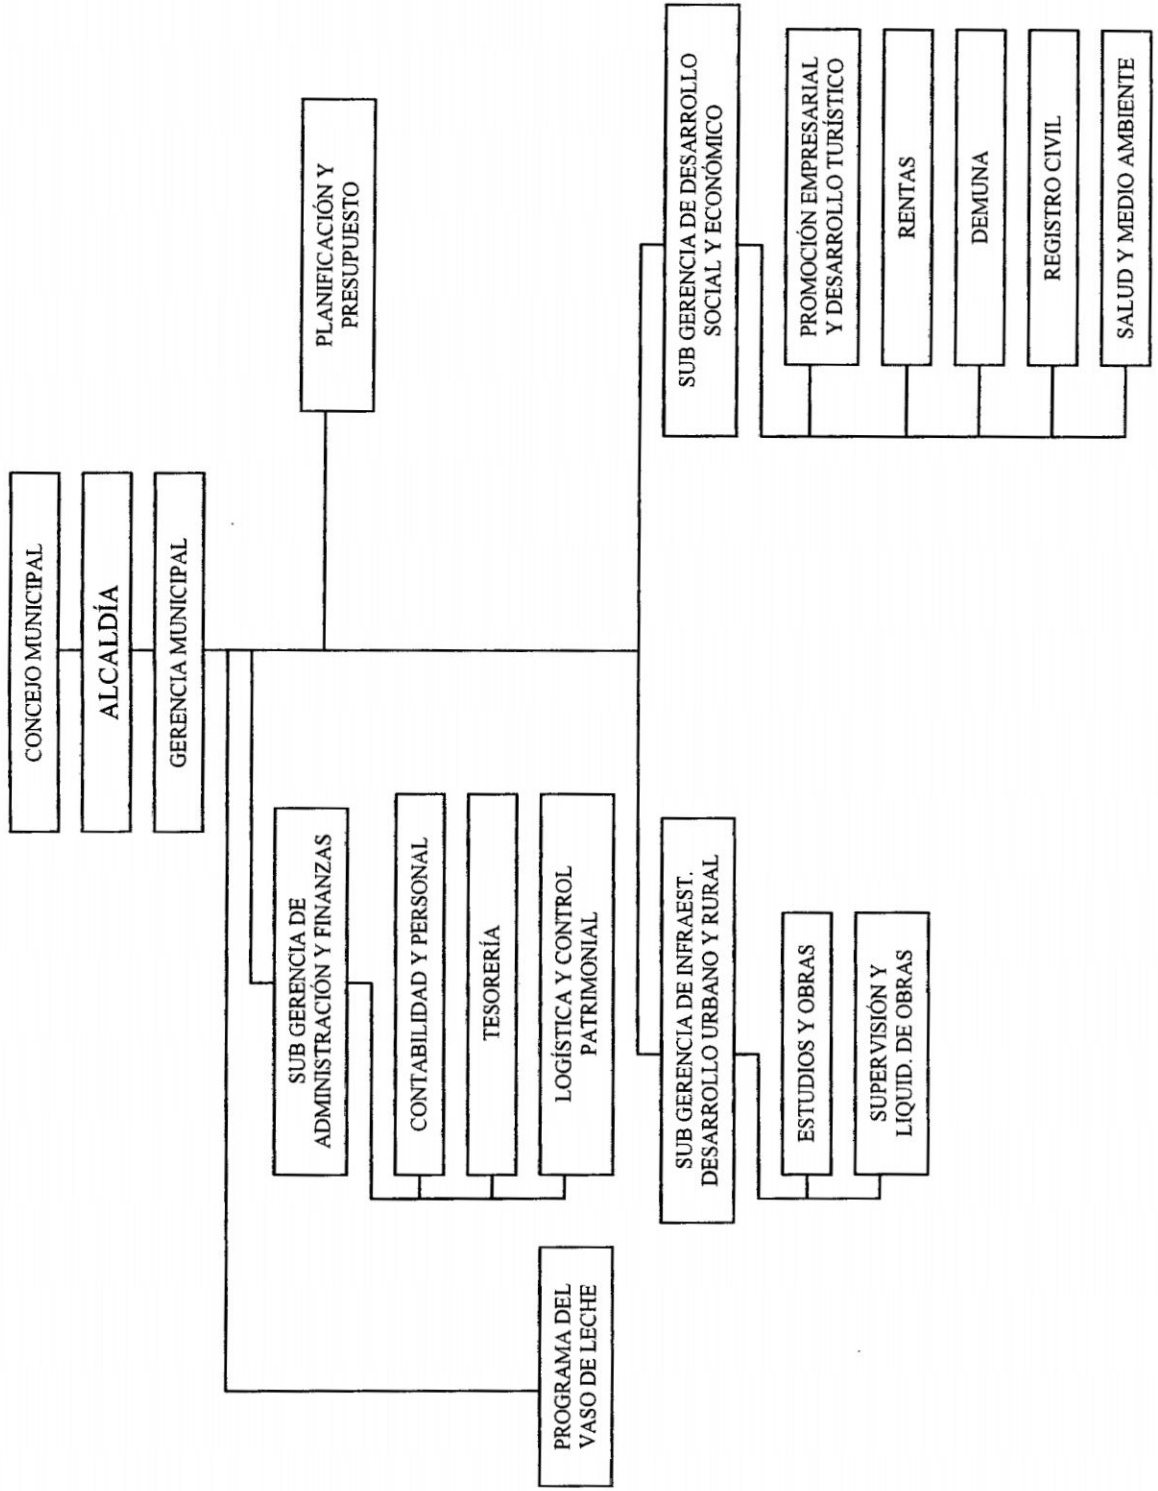 CONCEJO MUNICIPAL
ALCALDÍA
GERENCIA MUNICIPAL
PLANIFICACIÓN Y
PRESUPUESTO
SUB GERENCIA DE
ADMINISTRACIÓN Y FINANZAS
CONTABILIDAD Y PERSONAL
TESORERÍA
LOGÍSTICA Y CONTROL
PATRIMONIAL
PROGRAMA DEL
VASO DE LECHE
SUB GERENCIA DE INFRAEST.
DESARROLLO URBANO Y RURAL
ESTUDIOS Y OBRAS
SUPERVISIÓN Y
LIQUID. DE OBRAS
SUB GERENCIA DE DESARROLLO
SOCIAL Y ECONÓMICO
PROMOCIÓN EMPRESARIAL
Y DESARROLLO TURÍSTICO
RENTAS
DEMUNA
REGISTRO CIVIL
SALUD Y MEDIO AMBIENTE